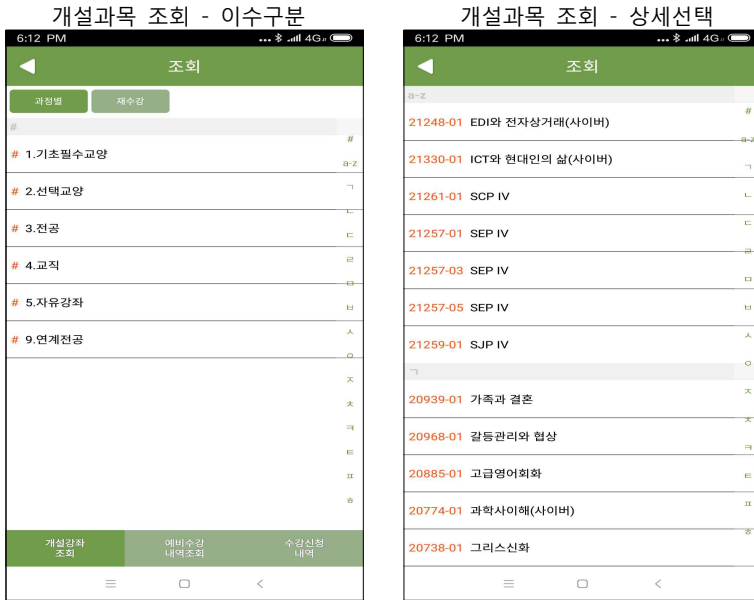 개설과목 조회 - 이수구분
6:12 PM
4G
조회
과정별
재수강
#
# 1.기초필수교양
# 2.선택교양
# 3.전공
# 4.교직
# 5.자유강좌
# 9.연계전공
#
a-z
ㄱ
ㄴ
ㄷ
ㄹ
ㅁ
ㅂ
ㅅ
ㅇ
ㅈ
ㅊ
ㅋ
ㅌ
ㅍ
ㅎ
개설강좌
조회
예비수강
내역조회
수강신청
내역
개설과목 조회 - 상세선택
6:12 PM
4G
조회
a-z
21248-01 EDI와 전자상거래(사이버)
21330-01 ICT와 현대인의 삶(사이버)
21261-01 SCP IV
21257-01 SEP IV
21257-03 SEP IV
21257-05 SEP IV
21259-01 SJP IV
ㄱ
20939-01 가족과 결혼
20968-01 갈등관리와 협상
20885-01 고급영어회화
20774-01 과학사이해(사이버)
20738-01 그리스신화
#
a-z
ㄱ
ㄴ
ㄷ
ㄹ
ㅁ
ㅂ
ㅅ
ㅇ
ㅈ
ㅊ
ㅋ
ㅌ
ㅍ
ㅎ